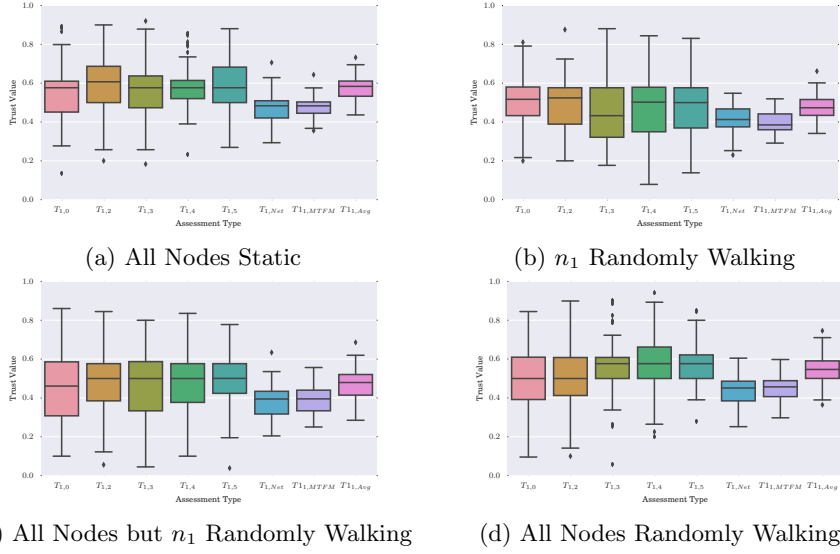 1.0
0.8
0.6
0.4
0.2
0.0
Trust Value
T1,0 T1,2 T1,3 T1,4 T1,5 T1,Net T11,MTFM T11,Avg
Assessment Type
(a) All Nodes Static
1.0
0.8
0.6
0.4
0.2
0.0
Trust Value
T1,0 T1,2 T1,3 T1,4 T1,5 T1,Net T11,MTFM T11,Avg
Assessment Type
(b) n1 Randomly Walking
1.0
0.8
0.6
0.4
0.2
0.0
Trust Value
T1,0 T1,2 T1,3 T1,4 T1,5 T1,Net T11,MTFM T11,Avg
Assessment Type
) All Nodes but n1 Randomly Walking
1.0
0.8
0.6
0.4
0.2
0.0
Trust Value
T1,0 T1,2 T1,3 T1,4 T1,5 T1,Net T11,MTFM T11,Avg
Assessment Type
(d) All Nodes Randomly Walking